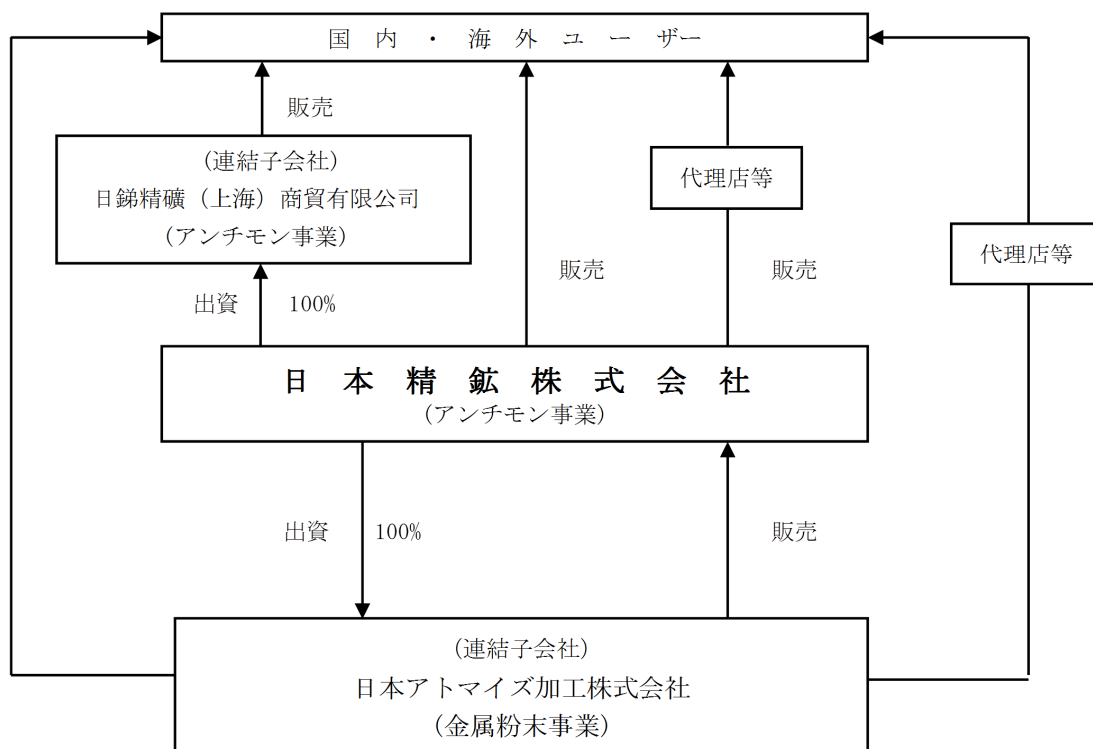 国 内 ・ 海 外 ユ ー ザー
販売
(連結子会社)
日銻精礦（上海）商貿有限公司
(アンチモン事業)
代理店等
代理店等
販売
販売
出資 100%
日 本 精 鉱 株 式 会 社
(アンチモン事業)
出資 100%
販売
(連結子会社)
日本アトマイズ加工株式会社
(金属粉末事業)